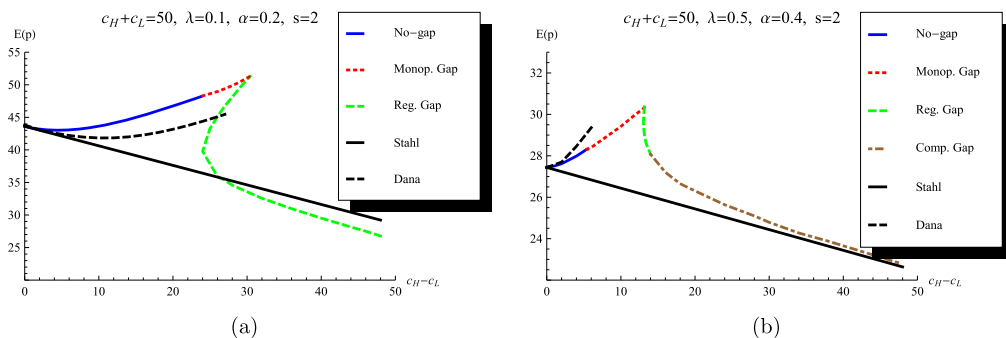 c_H+c_L=50, λ=0.1, α=0.2, s=2
E(p)
55
50
45
40
35
30
25
0
10
20
30
40
50
c_H−c_L
No−gap
Monop. Gap
Reg. Gap
Stahl
Dana
(a)
c_H+c_L=50, λ=0.5, α=0.4, s=2
E(p)
32
30
28
26
24
0
10
20
30
40
50
c_H−c_L
No−gap
Monop. Gap
Reg. Gap
Comp. Gap
Stahl
Dana
(b)